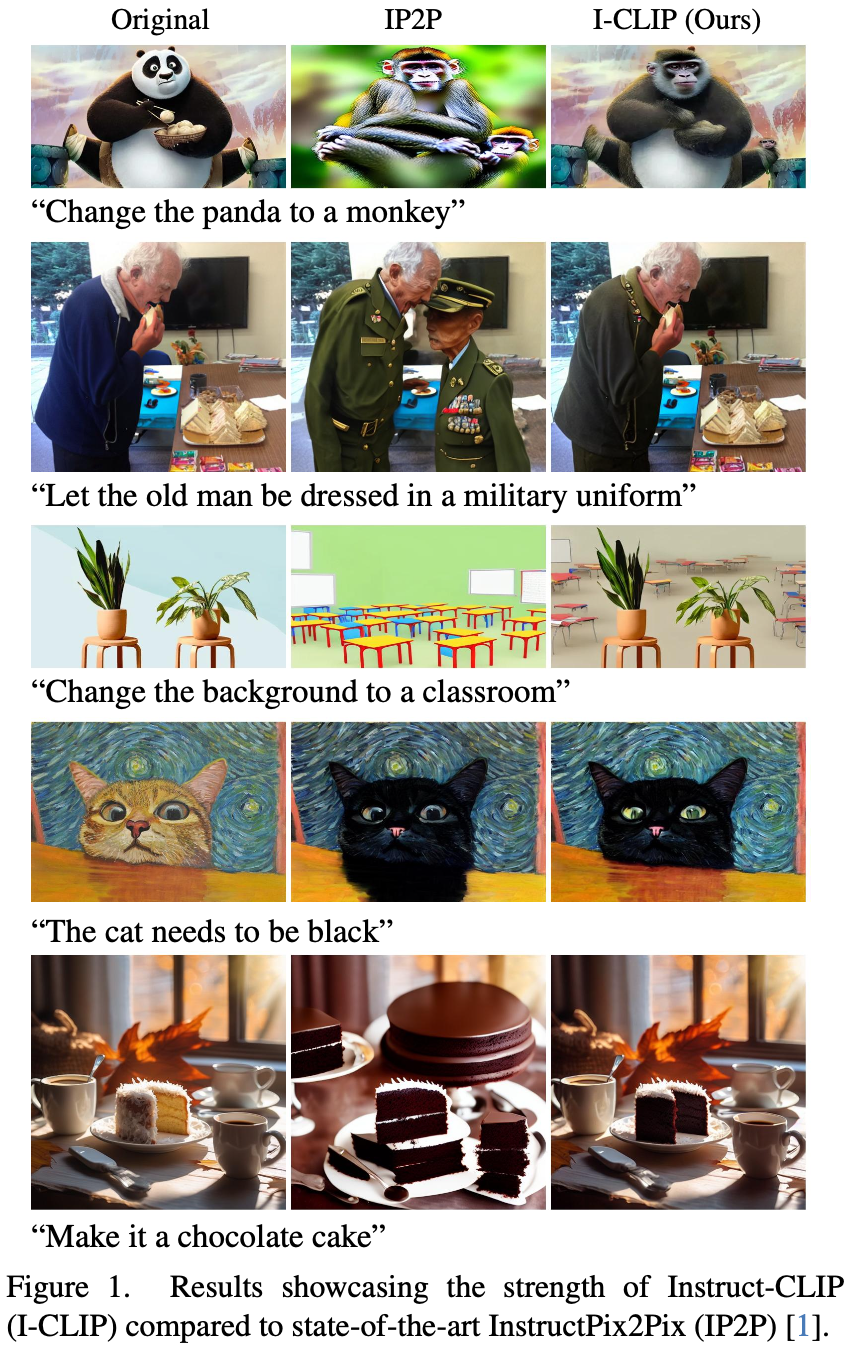 Original IP2P I-CLIP (Ours)
“Change the panda to a monkey”
“Let the old man be dressed in a military uniform”
“Change the background to a classroom”
“The cat needs to be black”
“Make it a chocolate cake”
Figure 1. Results showcasing the strength of Instruct-CLIP
(I-CLIP) compared to state-of-the-art InstructPix2Pix (IP2P) [1].